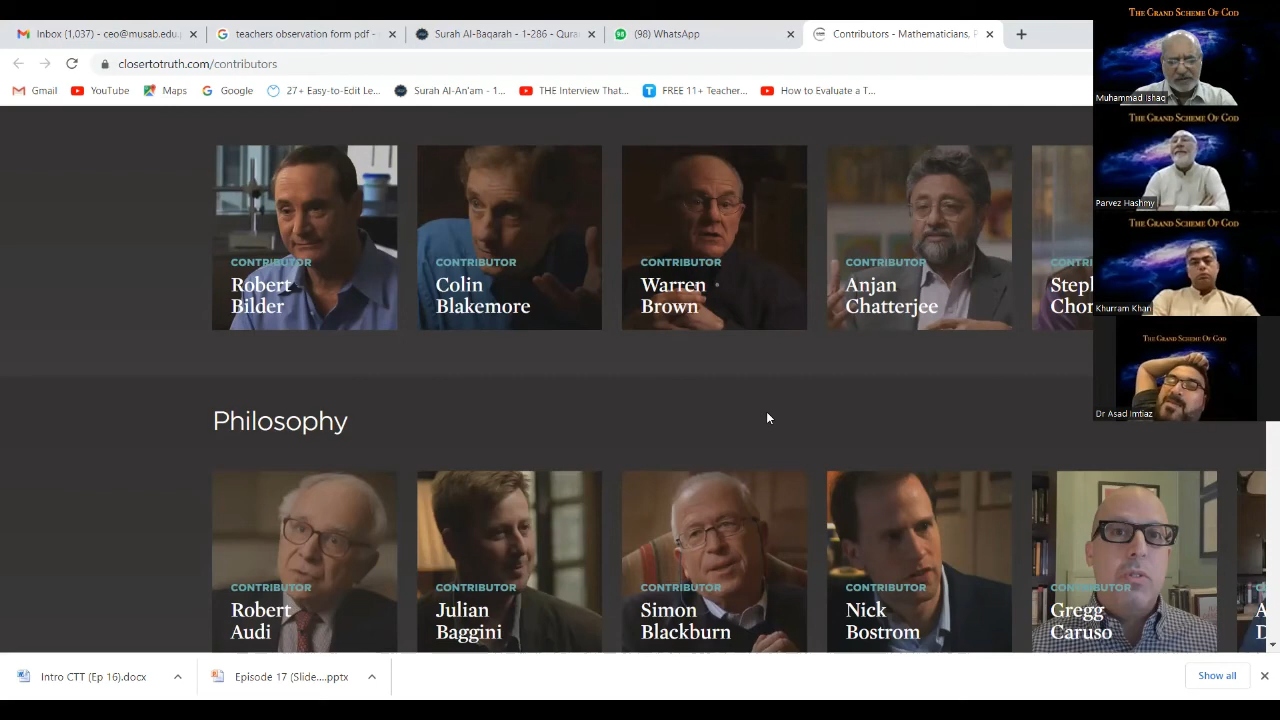 Inbox (1,037) - ceo@musab.edu.
teachers observation form pdf -
Surah Al-Baqarah - 1-286 - Qura
98
(98) WhatsApp
Contributors - Mathematicians, P
closertotruth.com/contributors
Gmail
YouTube
Maps
Google
27+ Easy-to-Edit Le...
Surah Al-An'am - 1...
THE Interview That...
FREE 11+ Teacher...
How to Evaluate a T...
THE GRAND SCHEME OF GOD
Muhammad Ishaq
THE GRAND SCHEME OF GOD
Parvez Hashmy
THE GRAND SCHEME OF GOD
Khurram Khan
THE GRAND SCHEME OF GOD
Dr Asad Imtiaz
CONTRIBUTOR
Robert
Bilder
CONTRIBUTOR
Colin
Blakemore
CONTRIBUTOR
Warren
Brown
CONTRIBUTOR
Anjan
Chatterjee
CONTRIB
Step
Chor
Philosophy
CONTRIBUTOR
Robert
Audi
CONTRIBUTOR
Julian
Baggini
CONTRIBUTOR
Simon
Blackburn
CONTRIBUTOR
Nick
Bostrom
CONTRIBUTOR
Gregg
Caruso
Intro CTT (Ep 16).docx
Episode 17 (Slide....pptx
Show all